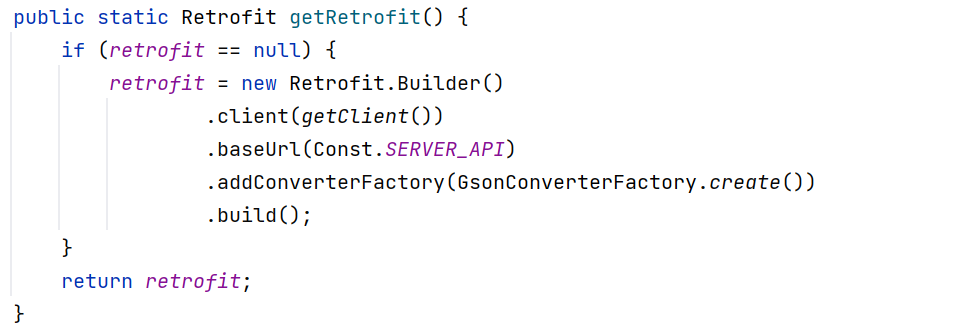 public static Retrofit getRetrofit() {
    if (retrofit == null) {
        retrofit = new Retrofit.Builder()
                .client(getClient())
                .baseUrl(Const.SERVER_API)
                .addConverterFactory(GsonConverterFactory.create())
                .build();
    }
    return retrofit;
}